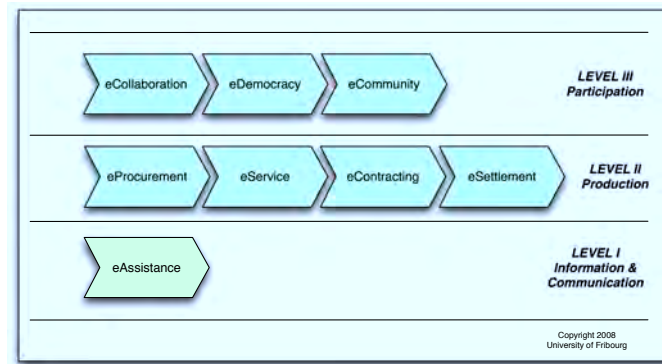 eCollaboration eDemocracy eCommunity
LEVEL III
Participation
eProcurement eService eContracting eSettlement
LEVEL II
Production
eAssistance
LEVEL I
Information &
Communication
Copyright 2008
University of Fribourg